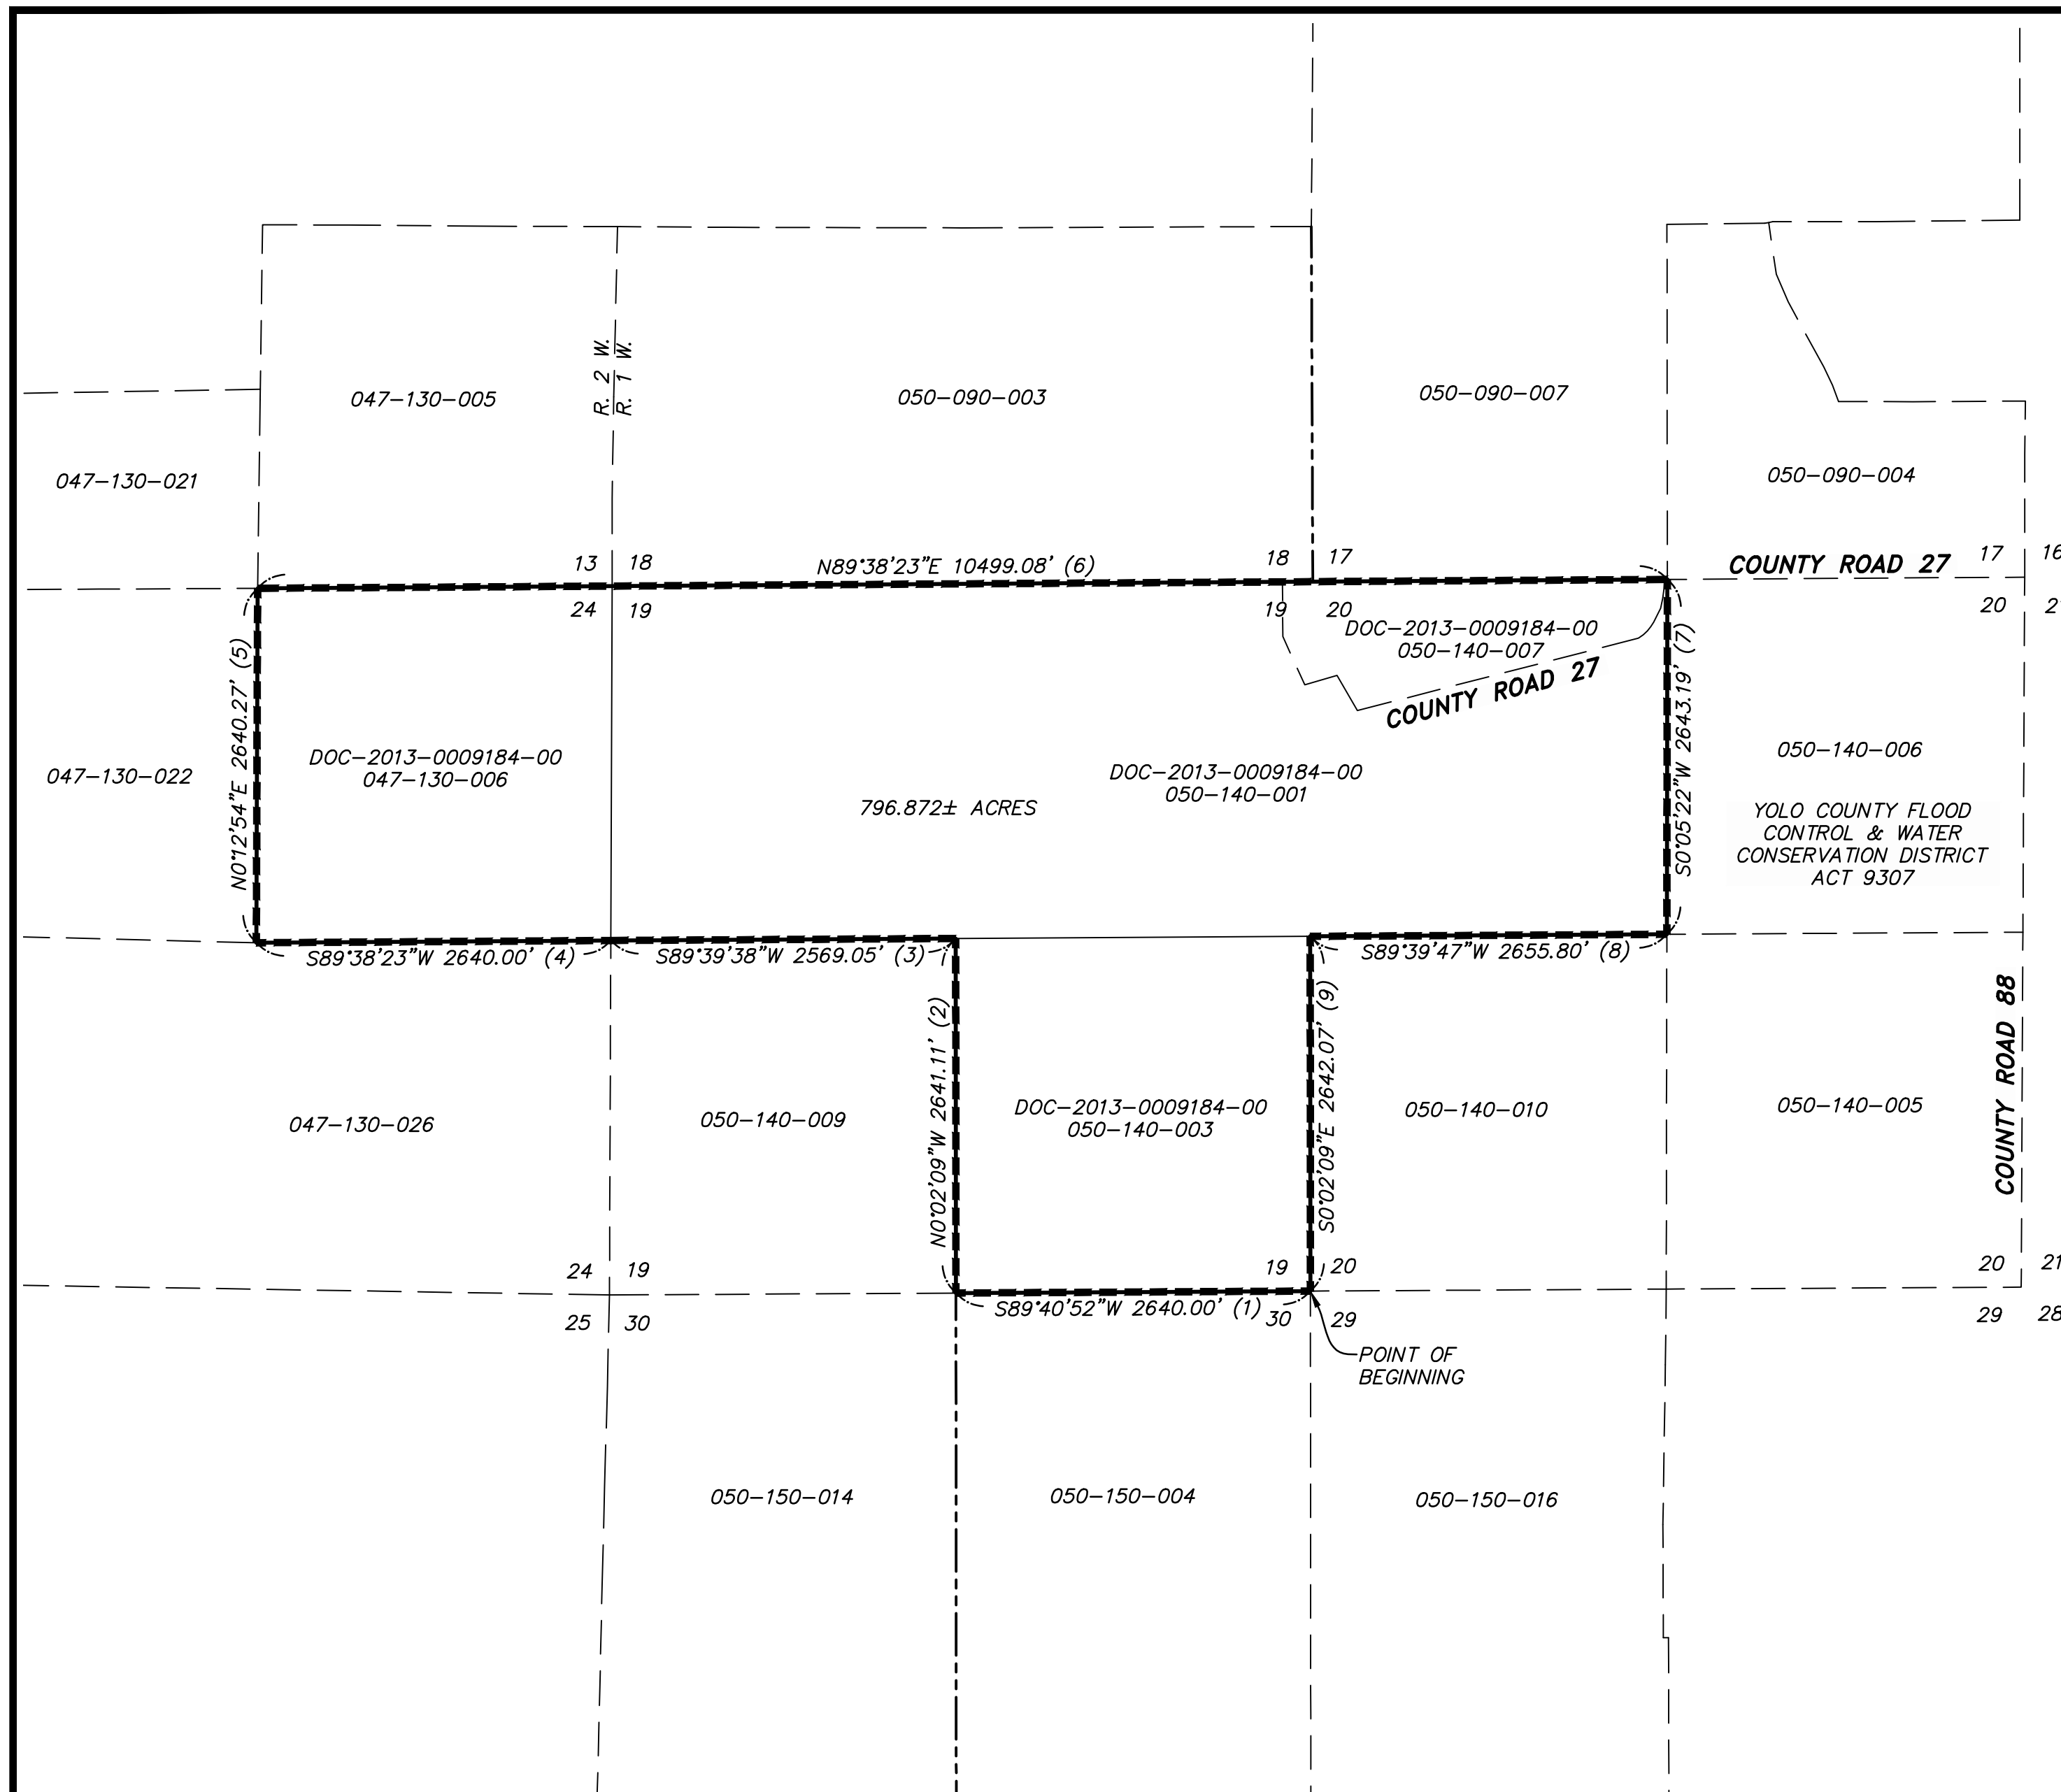 R. 2 W.
R. 1 W.
047-130-005
050-090-003
050-090-007
047-130-021
050-090-004
13
18
N89°38'23"E 10499.08' (6)
18
17
COUNTY ROAD 27
17
16
24
19
19
20
20
DOC-2013-0009184-00
050-140-007
COUNTY ROAD 27
N0°12'54"E 2640.27' (5)
S0°05'22"W 2643.19' (7)
047-130-022
DOC-2013-0009184-00
047-130-006
796.872± ACRES
DOC-2013-0009184-00
050-140-001
050-140-006
YOLO COUNTY FLOOD
CONTROL & WATER
CONSERVATION DISTRICT
ACT 9307
S89°38'23"W 2640.00' (4)
S89°39'38"W 2569.05' (3)
S89°39'47"W 2655.80' (8)
N0°02'09"W 2641.11' (2)
S0°02'09"E 2642.07' (9)
COUNTY ROAD 88
047-130-026
050-140-009
DOC-2013-0009184-00
050-140-003
050-140-010
050-140-005
24
19
19
20
20
21
S89°40'52"W 2640.00' (1)
25
30
30
29
29
28
POINT OF
BEGINNING
050-150-014
050-150-004
050-150-016